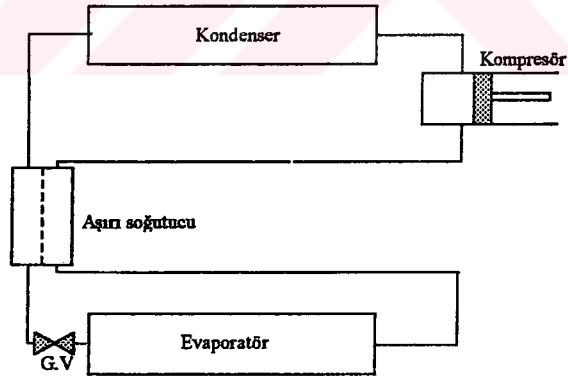 Kondenser
Kompresör
Aşırı soğutucu
Evaporatör
G.V